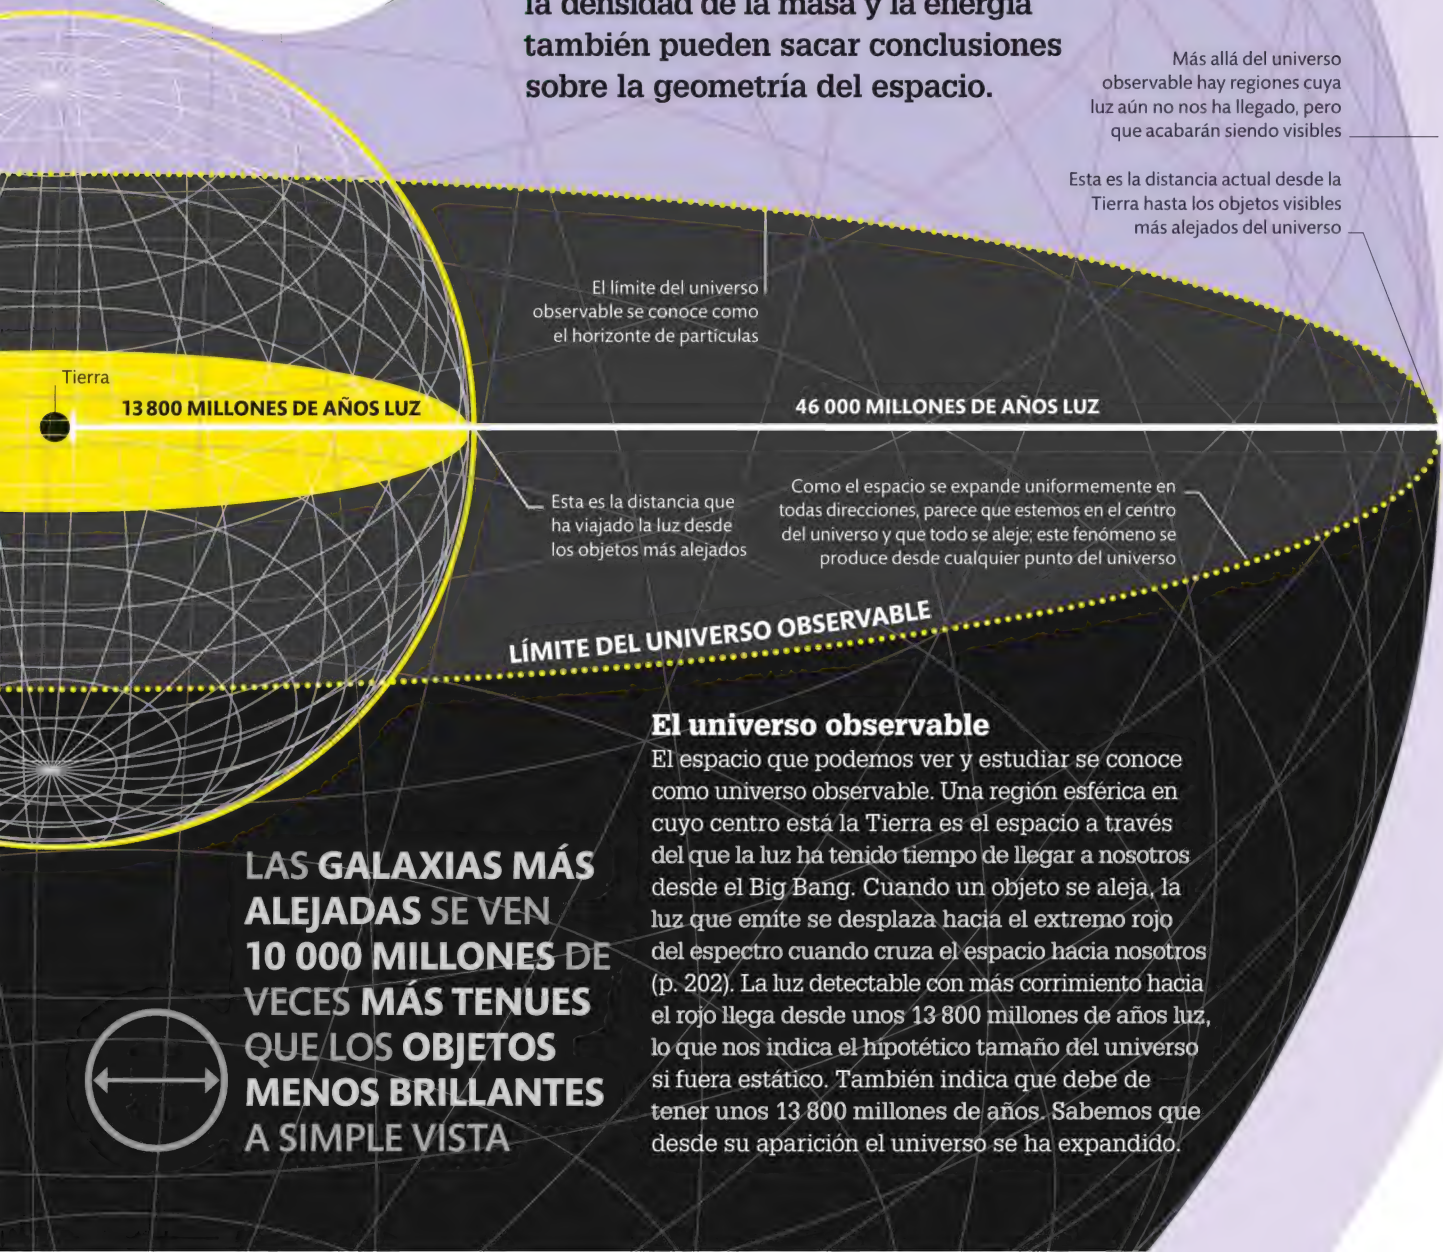 la densidad de la masa y la energía
también pueden sacar conclusiones
sobre la geometría del espacio.
Más allá del universo
observable hay regiones cuya
luz aún no nos ha llegado, pero
que acabarán siendo visibles
Esta es la distancia actual desde la
Tierra hasta los objetos visibles
más alejados del universo
El límite del universo
observable se conoce como
el horizonte de partículas
Tierra
13 800 MILLONES DE AÑOS LUZ
46 000 MILLONES DE AÑOS LUZ
Esta es la distancia que
ha viajado la luz desde
los objetos más alejados
Como el espacio se expande uniformemente en
todas direcciones, parece que estemos en el centro
del universo y que todo se aleje; este fenómeno se
produce desde cualquier punto del universo
LÍMITE DEL UNIVERSO OBSERVABLE
El universo observable
El espacio que podemos ver y estudiar se conoce
como universo observable. Una región esférica en
cuyo centro está la Tierra es el espacio a través
del que la luz ha tenido tiempo de llegar a nosotros
desde el Big Bang. Cuando un objeto se aleja, la
luz que emite se desplaza hacia el extremo rojo
del espectro cuando cruza el espacio hacia nosotros
(p. 202). La luz detectable con más corrimiento hacia
el rojo llega desde unos 13 800 millones de años luz,
lo que nos indica el hipotético tamaño del universo
si fuera estático. También indica que debe de
tener unos 13 800 millones de años. Sabemos que
desde su aparición el universo se ha expandido.
LAS GALAXIAS MÁS
ALEJADAS SE VEN
10 000 MILLONES DE
VECES MÁS TENUES
QUE LOS OBJETOS
MENOS BRILLANTES
A SIMPLE VISTA